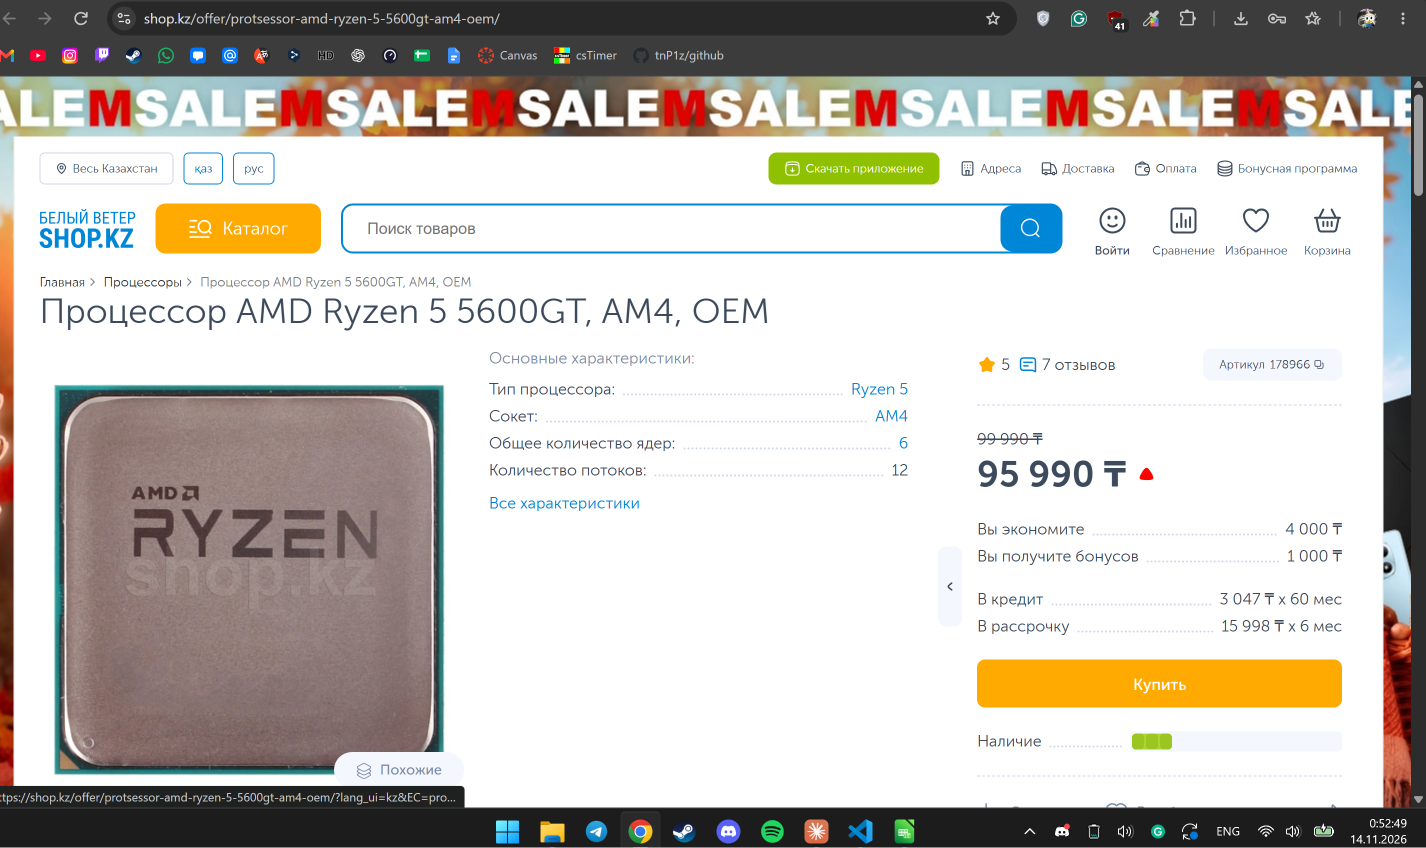 shop.kz/offer/protsessor-amd-ryzen-5-5600gt-am4-oem/
41
HD
Canvas
csTimer
tnP1z/github
SALEMSALEMSALEMSALEMSALEMSALEMSALEMSAL
Весь Казахстан
қаз
рус
Скачать приложение
Адреса
Доставка
Оплата
Бонусная программа
БЕЛЫЙ ВЕТЕР
SHOP.KZ
Каталог
Поиск товаров
Войти
Сравнение
Избранное
Корзина
Главная > Процессоры > Процессор AMD Ryzen 5 5600GT, AM4, OEM
Процессор AMD Ryzen 5 5600GT, AM4, OEM
AMD
RYZEN
shop.kz
Похожие
Основные характеристики:
Тип процессора: Ryzen 5
Сокет: AM4
Общее количество ядер: 6
Количество потоков: 12
Все характеристики
5 7 отзывов
Артикул 178966
99 990 ₸
95 990 ₸
Вы экономите 4 000 ₸
Вы получите бонусов 1 000 ₸
В кредит 3 047 ₸ x 60 мес
В рассрочку 15 998 ₸ x 6 мес
Купить
Наличие
ttps://shop.kz/offer/protsessor-amd-ryzen-5-5600gt-am4-oem/?lang_ui=kz&EC=pro...
ENG
0:52:49
14.11.2026